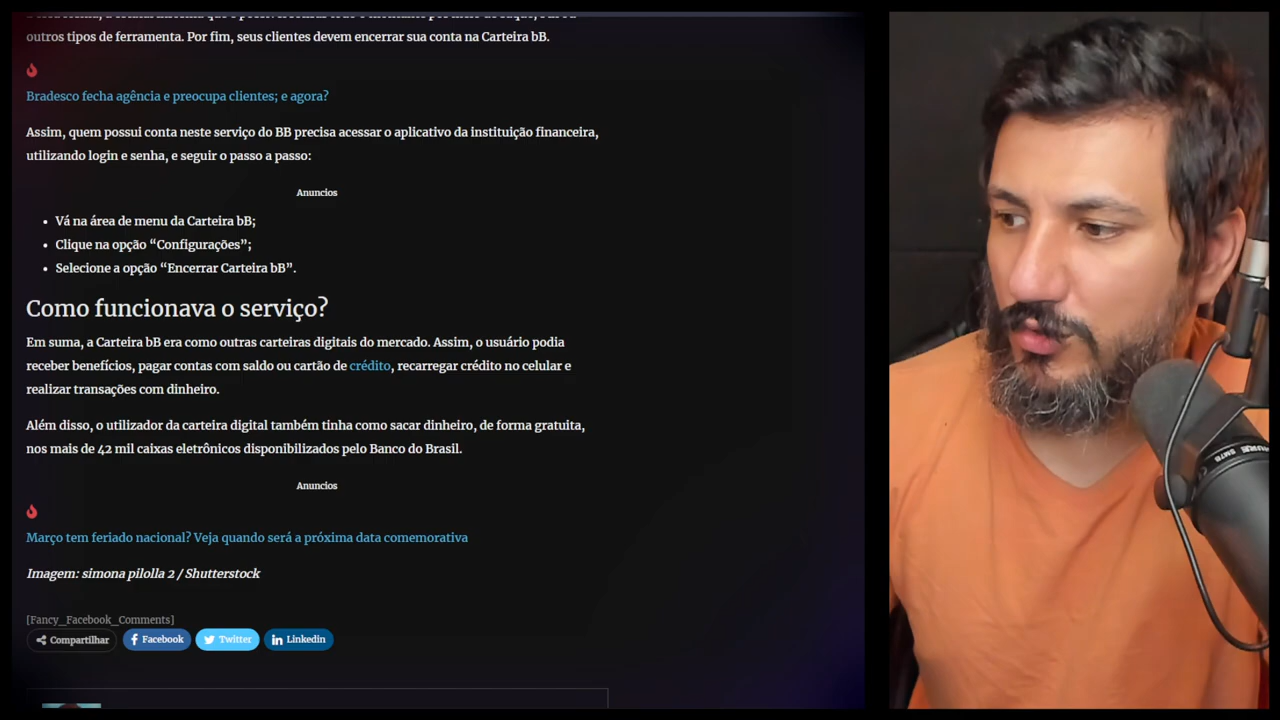 outros tipos de ferramenta. Por fim, seus clientes devem encerrar sua conta na Carteira bB.
Bradesco fecha agência e preocupa clientes; e agora?
Assim, quem possui conta neste serviço do BB precisa acessar o aplicativo da instituição financeira,
utilizando login e senha, e seguir o passo a passo:
Anuncios
• Vá na área de menu da Carteira bB;
• Clique na opção “Configurações”;
• Selecione a opção “Encerrar Carteira bB”.
Como funcionava o serviço?
Em suma, a Carteira bB era como outras carteiras digitais do mercado. Assim, o usuário podia
receber benefícios, pagar contas com saldo ou cartão de crédito, recarregar crédito no celular e
realizar transações com dinheiro.
Além disso, o utilizador da carteira digital também tinha como sacar dinheiro, de forma gratuita,
nos mais de 42 mil caixas eletrônicos disponibilizados pelo Banco do Brasil.
Anuncios
Março tem feriado nacional? Veja quando será a próxima data comemorativa
Imagem: simona pilolla 2 / Shutterstock
[Fancy_Facebook_Comments]
Compartilhar Facebook Twitter Linkedin
SM7B